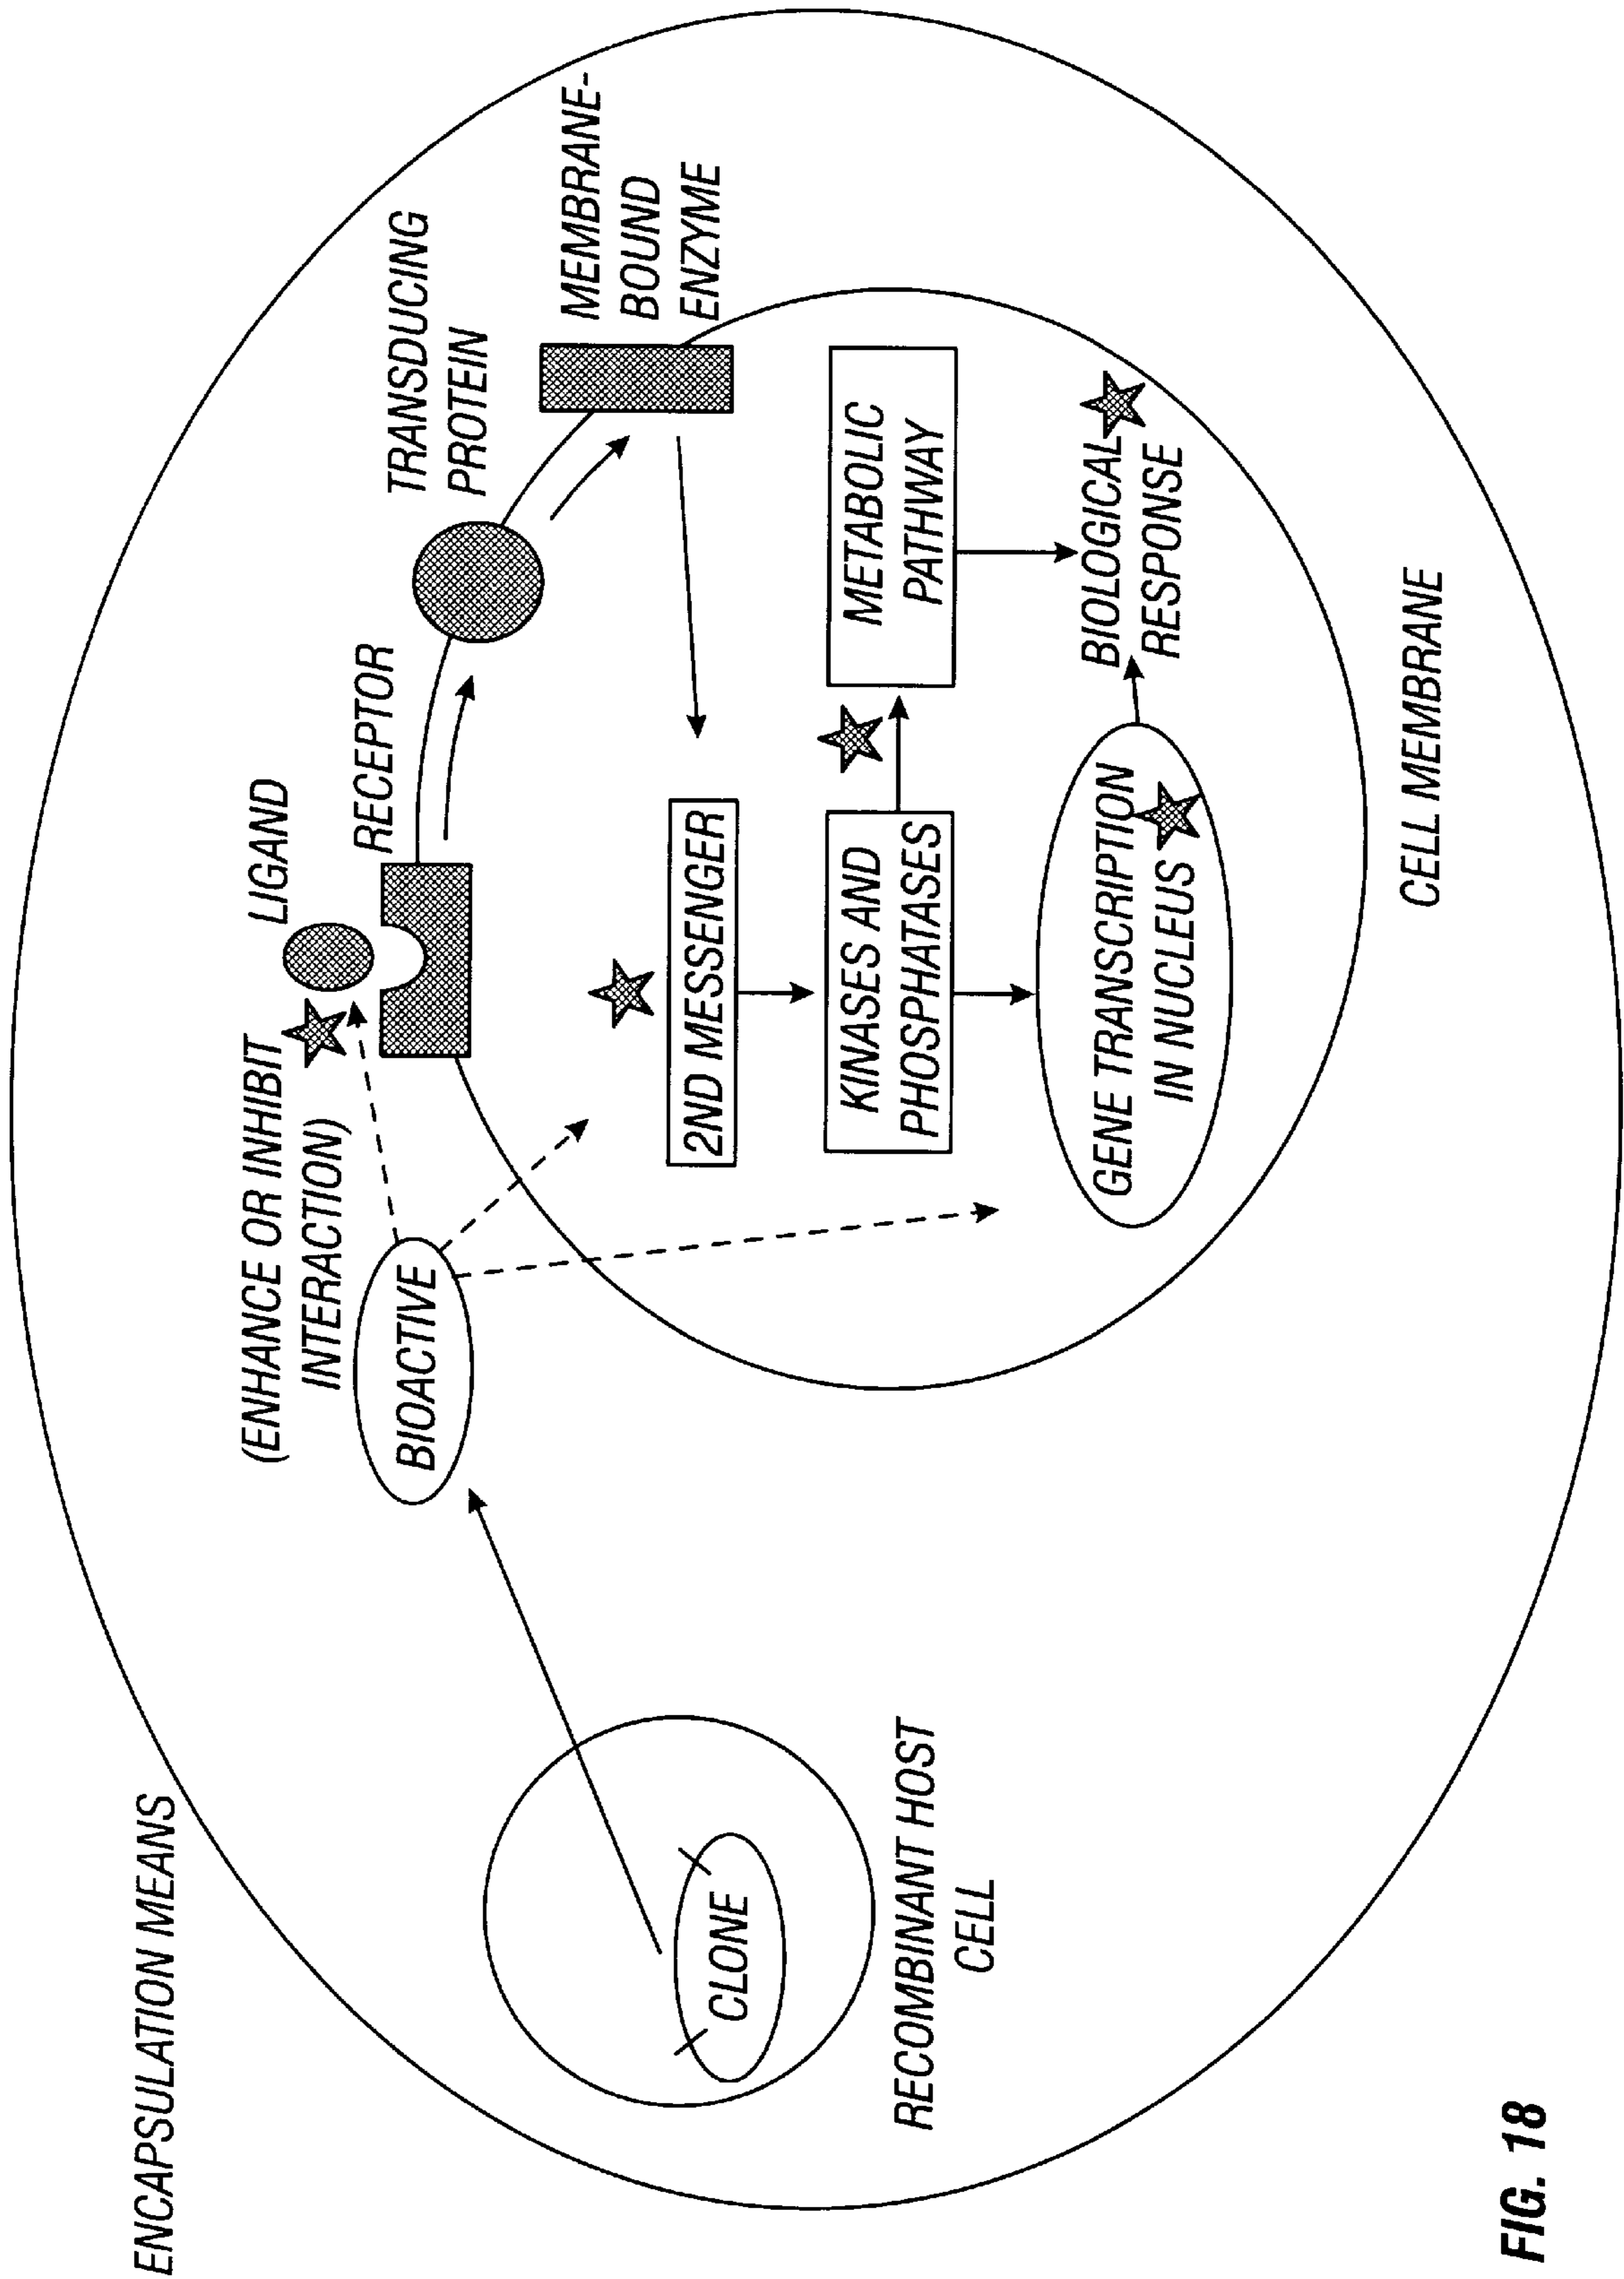 ENCAPSULATION MEANS
(ENHANCE OR INHIBIT
INTERACTION)
LIGAND
RECEPTOR
TRANSDUCING
PROTEIN
MEMBRANE-
BOUND
ENZYME
BIOACTIVE
2ND MESSENGER
KINASES AND
PHOSPHATASES
METABOLIC
PATHWAY
GENE TRANSCRIPTION
IN NUCLEUS
BIOLOGICAL
RESPONSE
CLONE
RECOMBINANT HOST
CELL
CELL MEMBRANE
FIG. 18